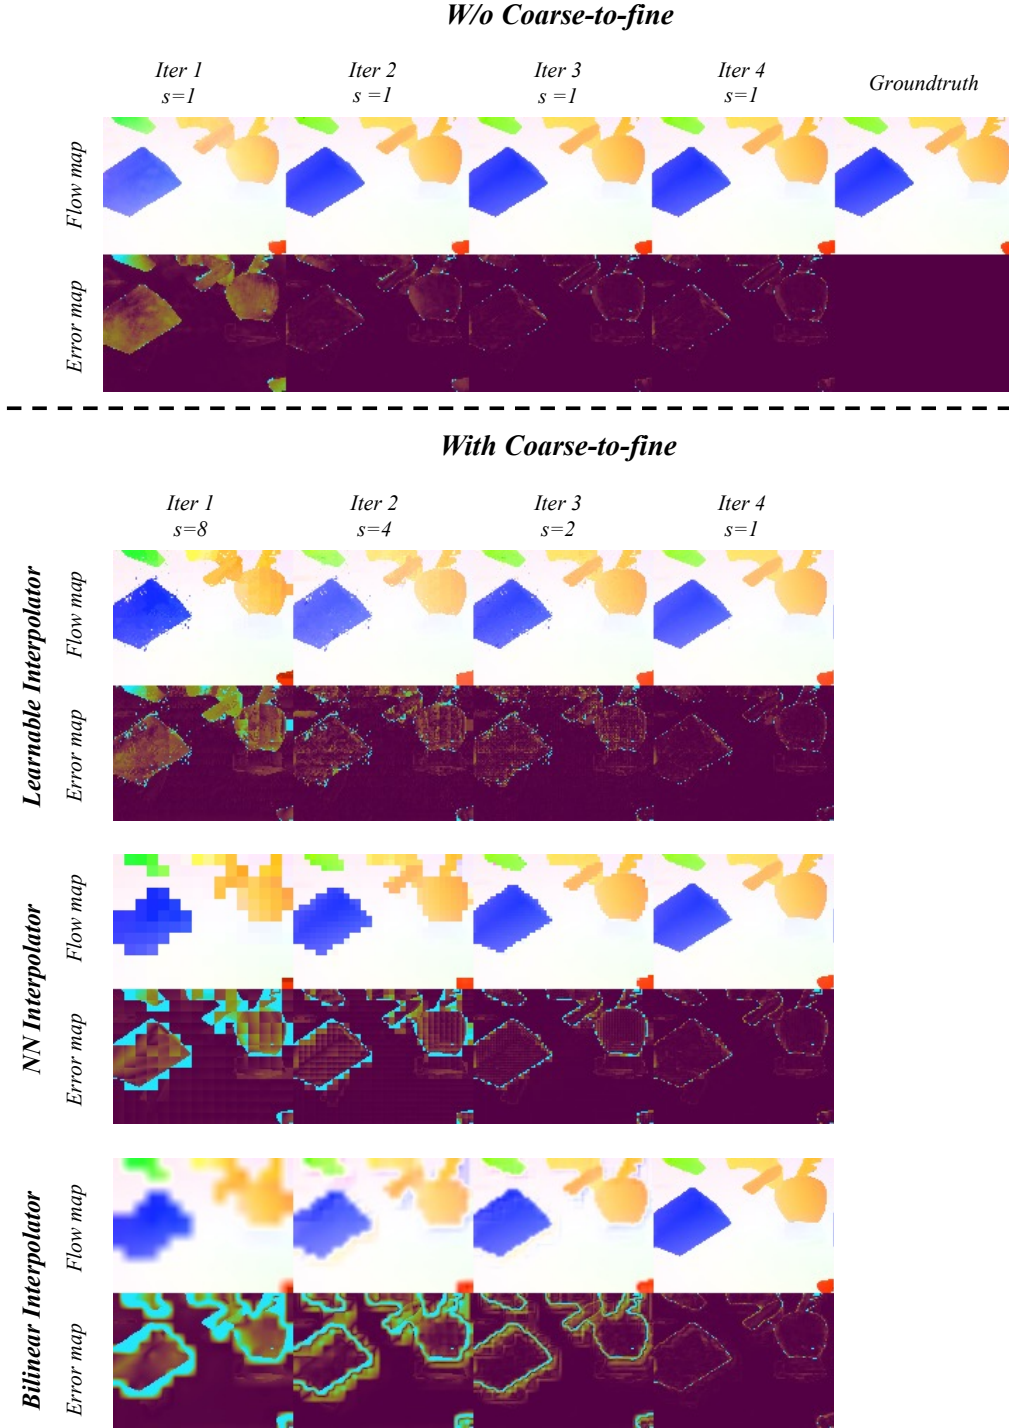 W/o Coarse-to-fine
Iter 1 Iter 2 Iter 3 Iter 4 Groundtruth
s=1 s =1 s =1 s=1
Flow map
Error map
With Coarse-to-fine
Iter 1 Iter 2 Iter 3 Iter 4
s=8 s=4 s=2 s=1
Learnable Interpolator
Flow map
Error map
NN Interpolator
Flow map
Error map
Bilinear Interpolator
Flow map
Error map